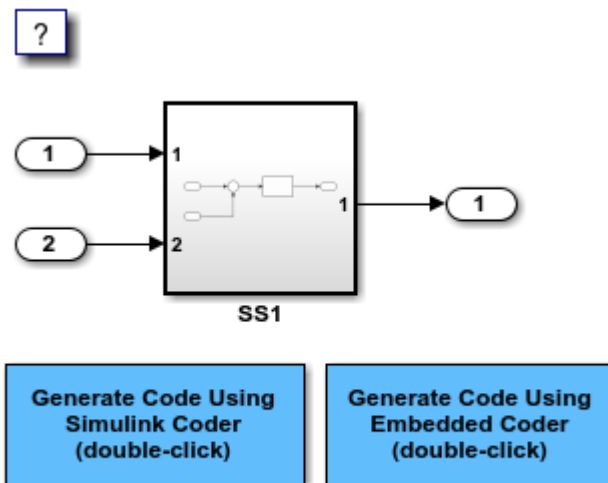 ?
1
1
2
2
1
1
SS1
Generate Code Using
Simulink Coder
(double-click)
Generate Code Using
Embedded Coder
(double-click)